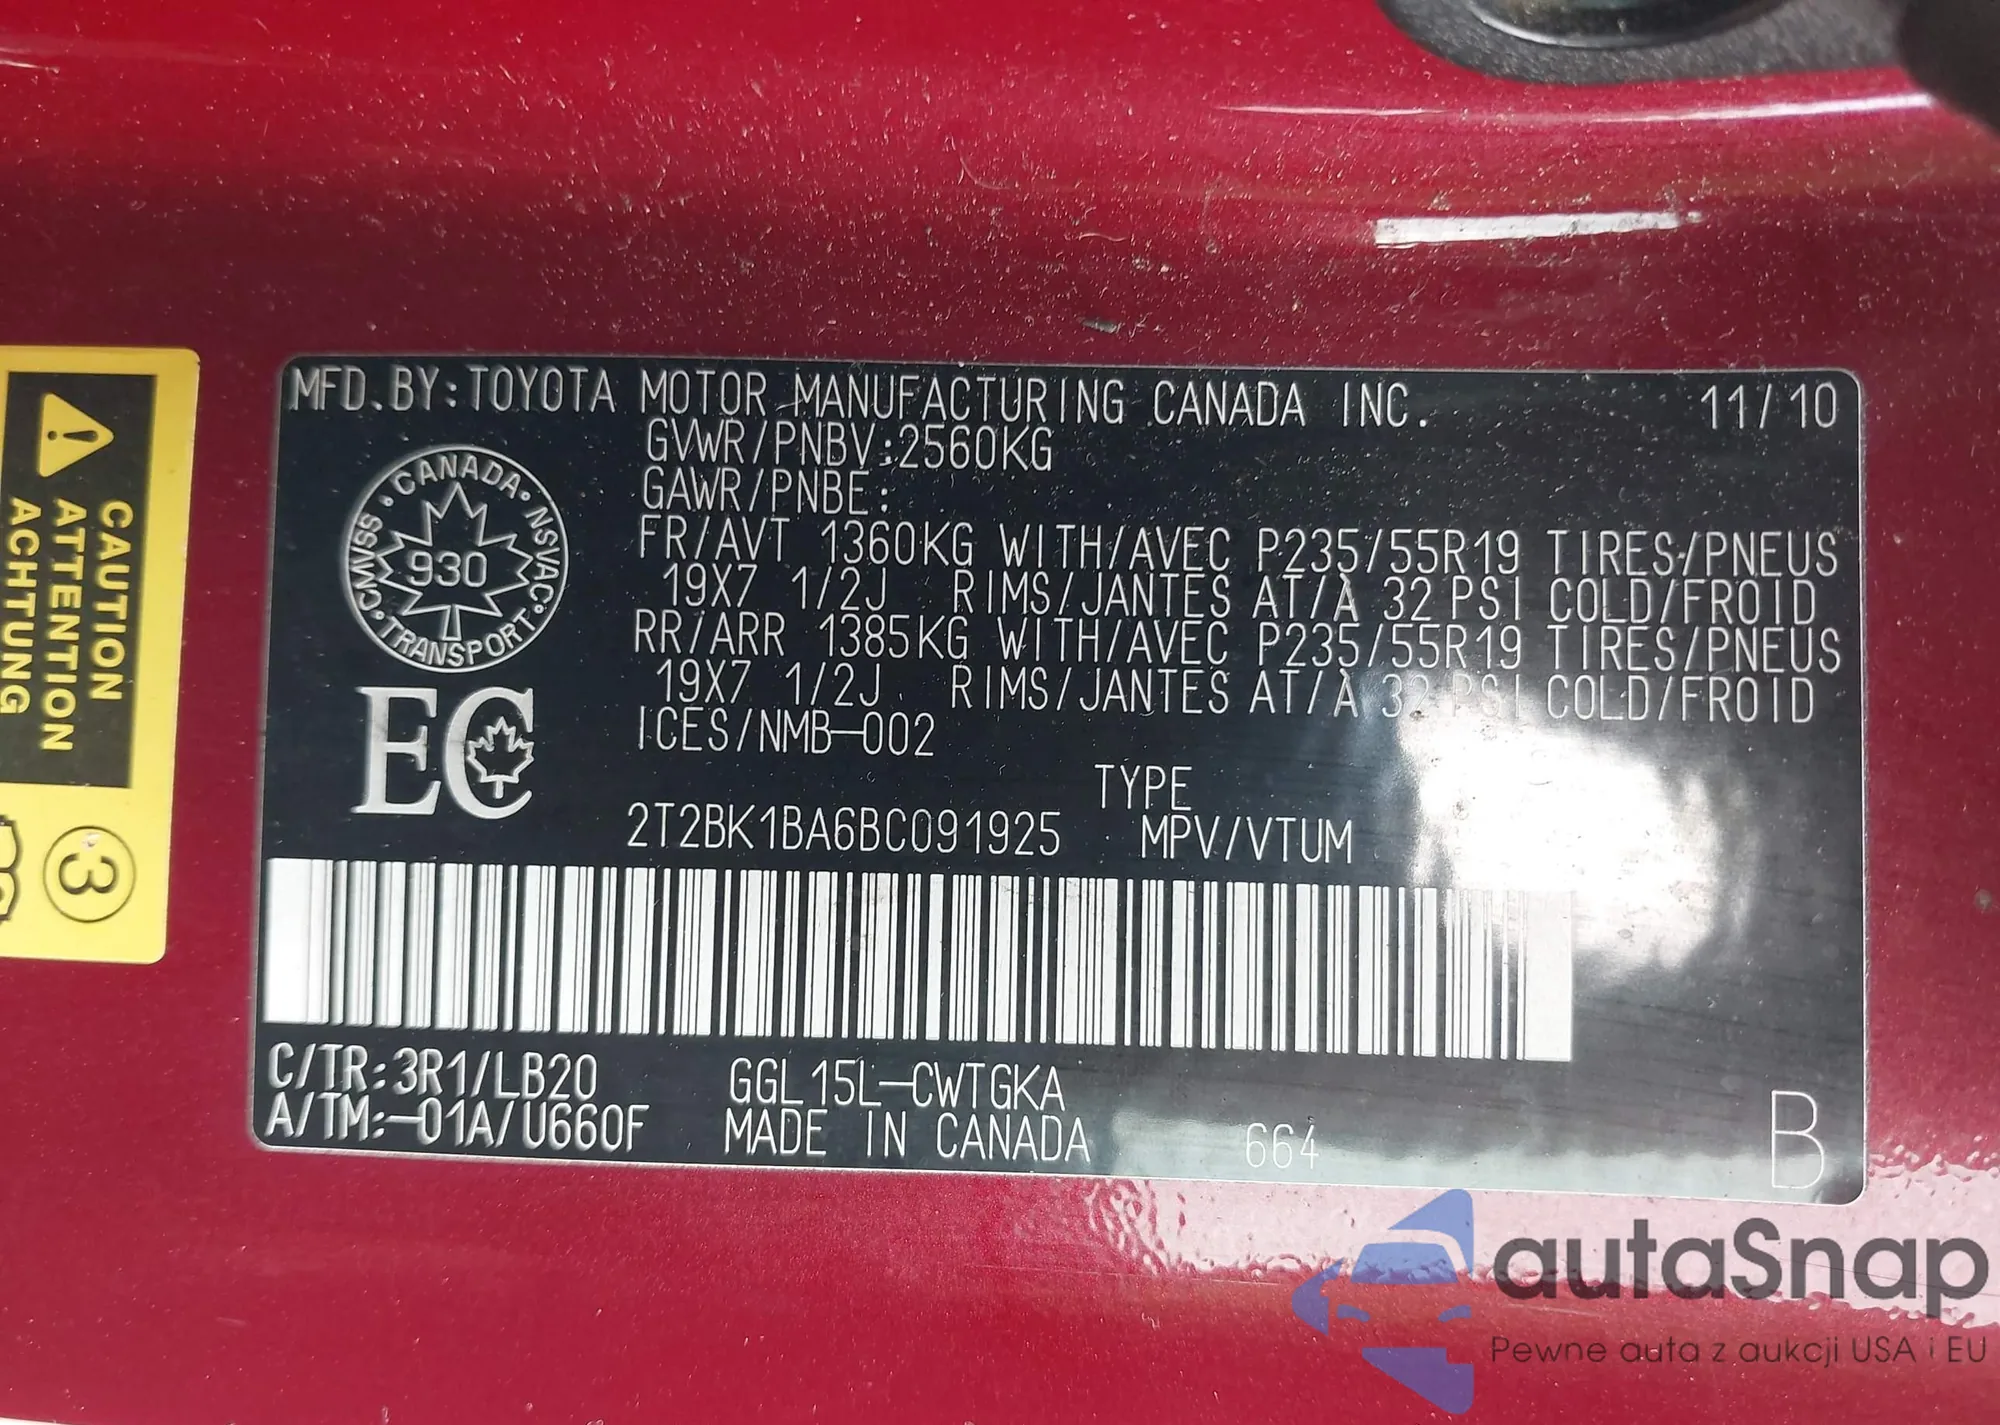 MFD.BY:TOYOTA MOTOR MANUFACTURING CANADA INC. 11/10
GVWR/PNBV:2560KG
GAWR/PNBE:
FR/AVT 1360KG WITH/AVEC P235/55R19 TIRES/PNEUS
19X7 1/2J RIMS/JANTES AT/À 32 PSI COLD/FROID
RR/ARR 1385KG WITH/AVEC P235/55R19 TIRES/PNEUS
19X7 1/2J RIMS/JANTES AT/À 32 PSI COLD/FROID
ICES/NMB-002
CANADA NSVAC TRANSPORT CMVSS
930
EC
TYPE
2T2BK1BA6BC091925 MPV/VTUM
C/TR:3R1/LB20 GGL15L-CWTGKA
A/TM:-01A/U660F MADE IN CANADA 664 B
CAUTION
ATTENTION
ACHTUNG
3
autaSnap
Pewne auta z aukcji USA i EU